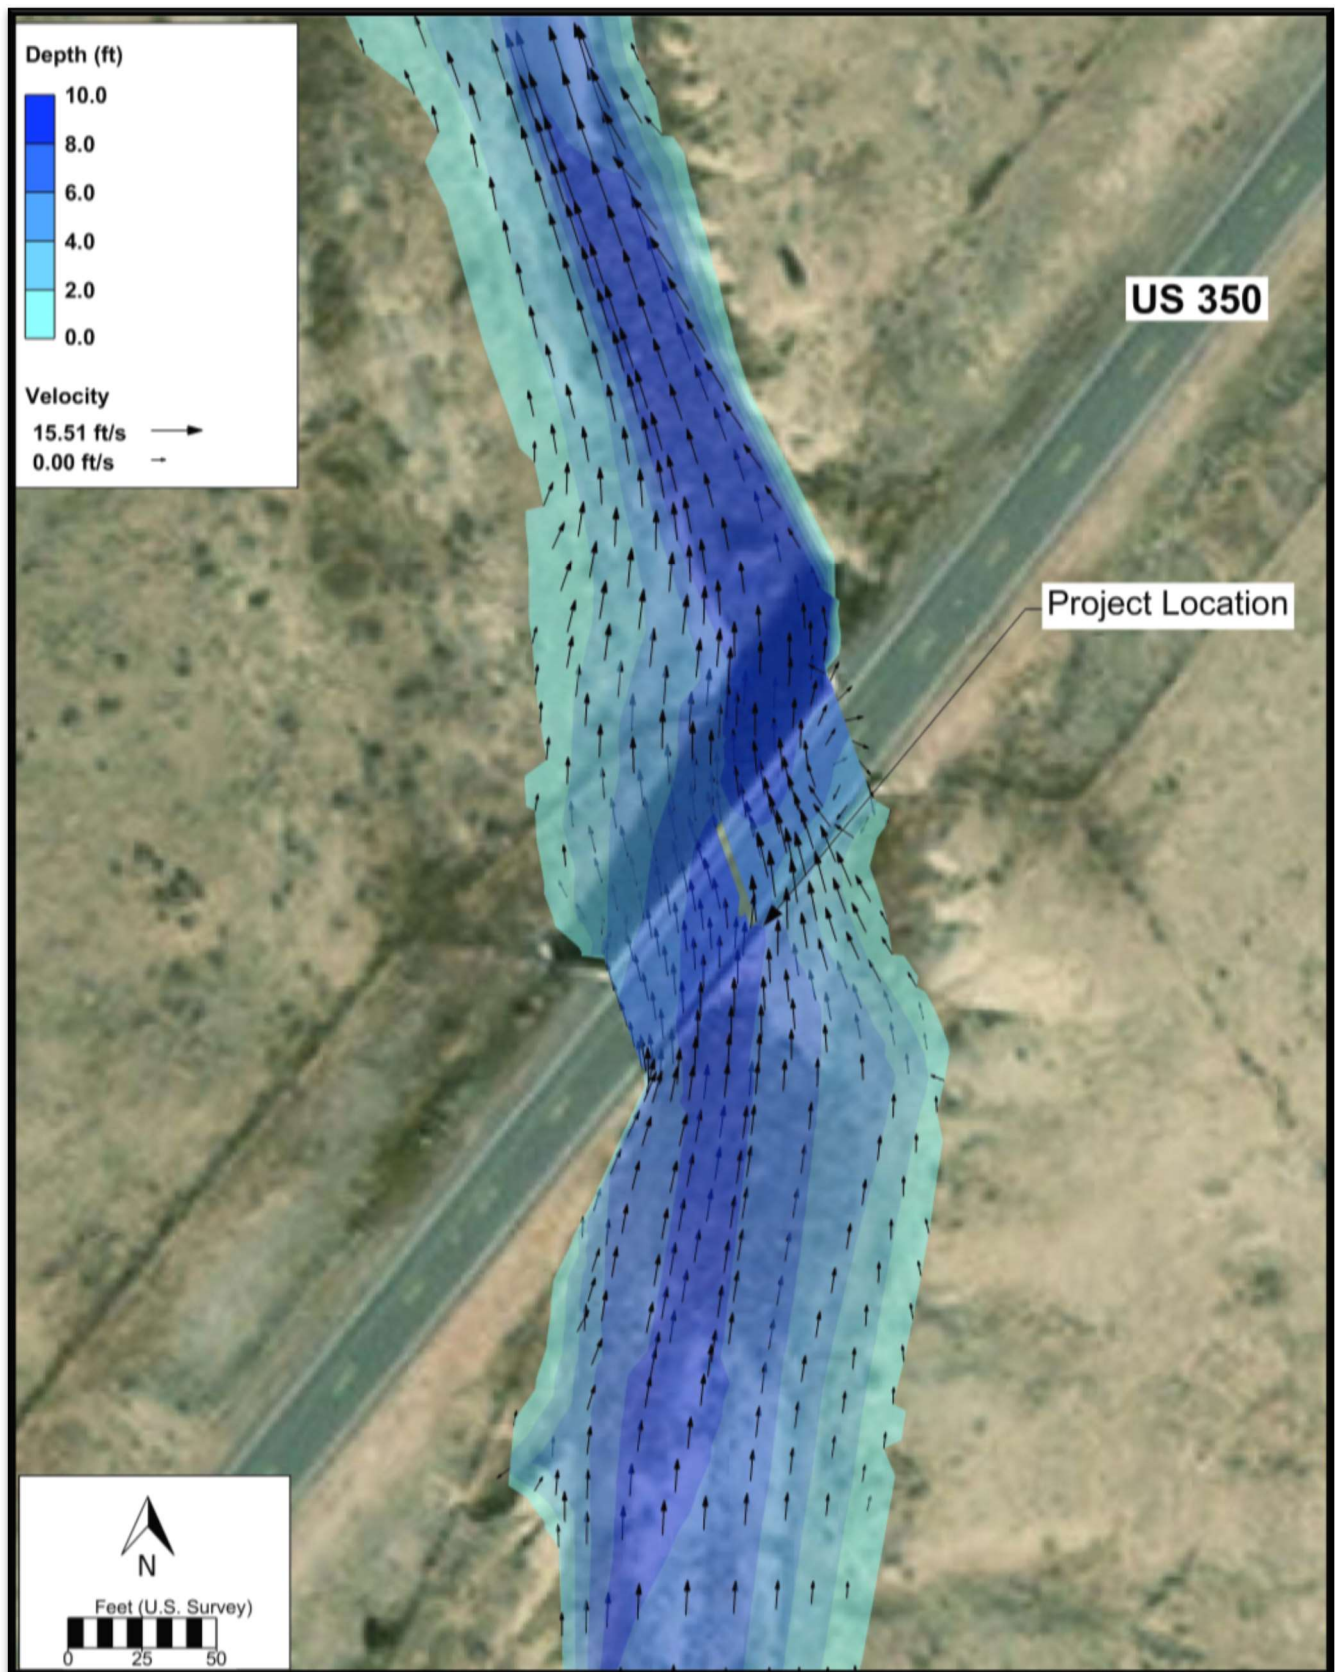 Depth (ft)
10.0
8.0
6.0
4.0
2.0
0.0
Velocity
15.51 ft/s
0.00 ft/s
US 350
Project Location
N
Feet (U.S. Survey)
0 25 50